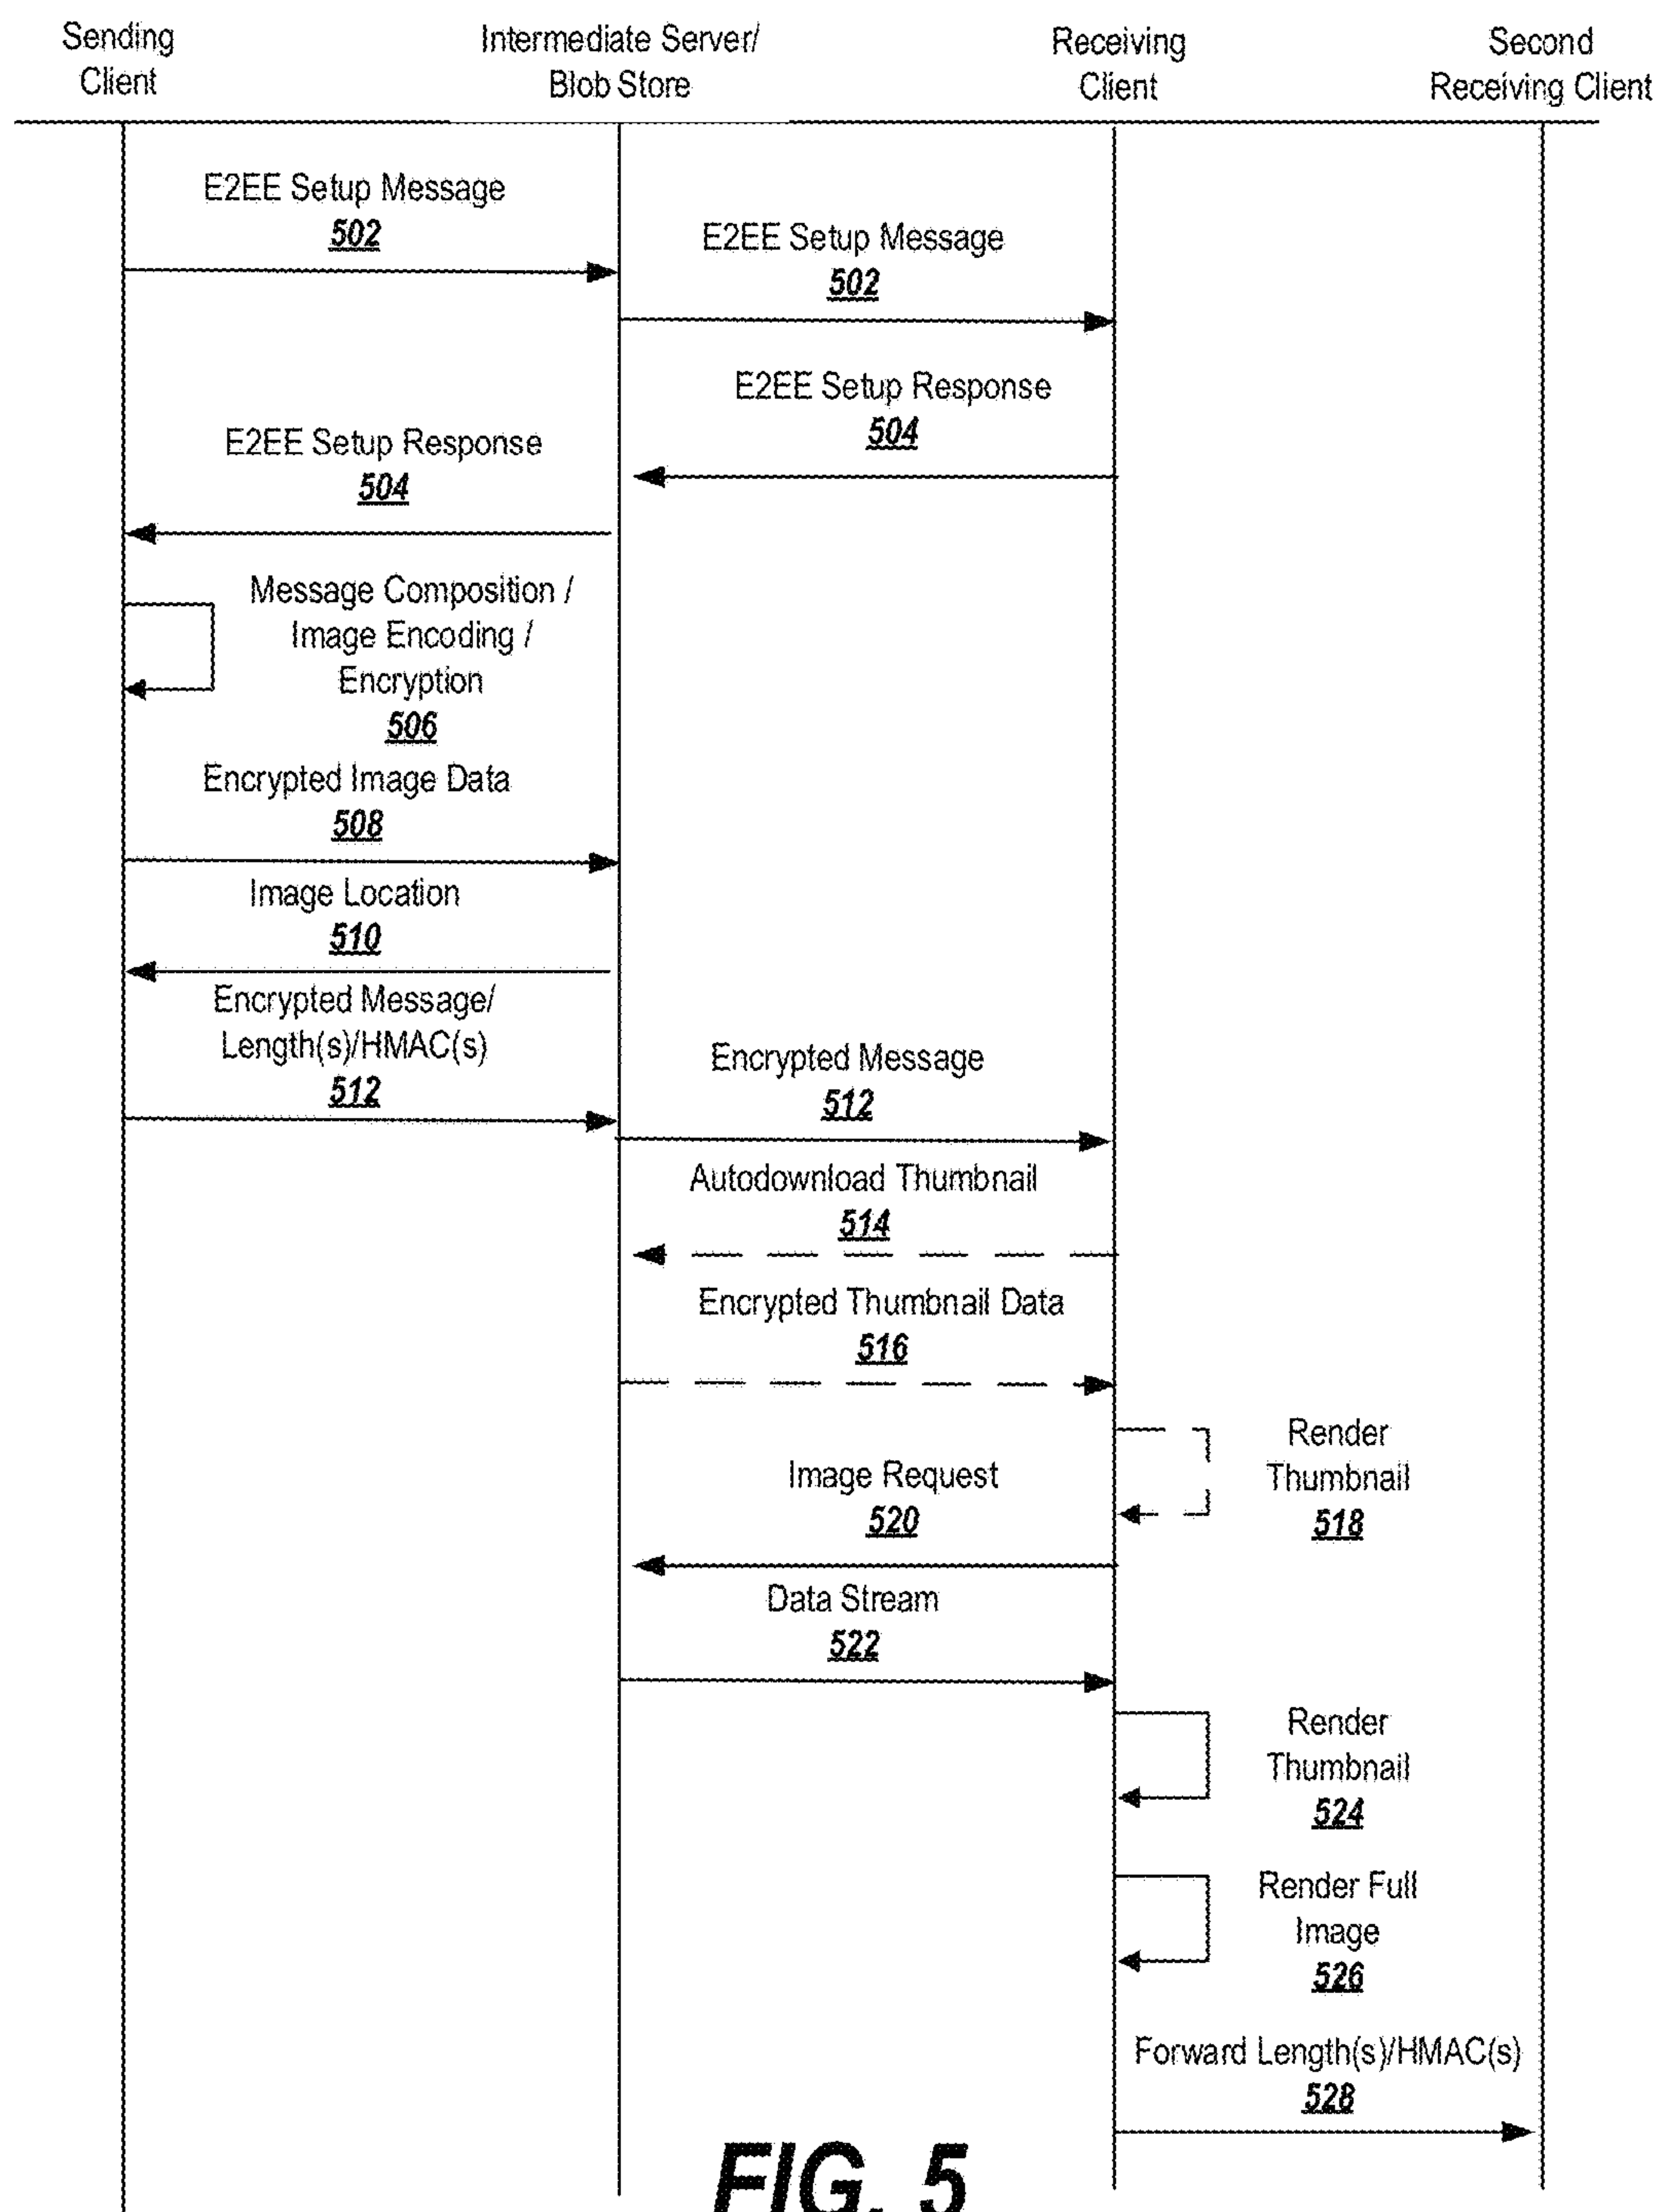 Sending
Client
Intermediate Server/
Blob Store
Receiving
Client
Second
Receiving Client
E2EE Setup Message
502
E2EE Setup Message
502
E2EE Setup Response
504
E2EE Setup Response
504
Message Composition /
Image Encoding /
Encryption
506
Encrypted Image Data
508
Image Location
510
Encrypted Message/
Length(s)/HMAC(s)
512
Encrypted Message
512
Autodownload Thumbnail
514
Encrypted Thumbnail Data
516
Render
Thumbnail
518
Image Request
520
Data Stream
522
Render
Thumbnail
524
Render Full
Image
526
Forward Length(s)/HMAC(s)
528
FIG. 5